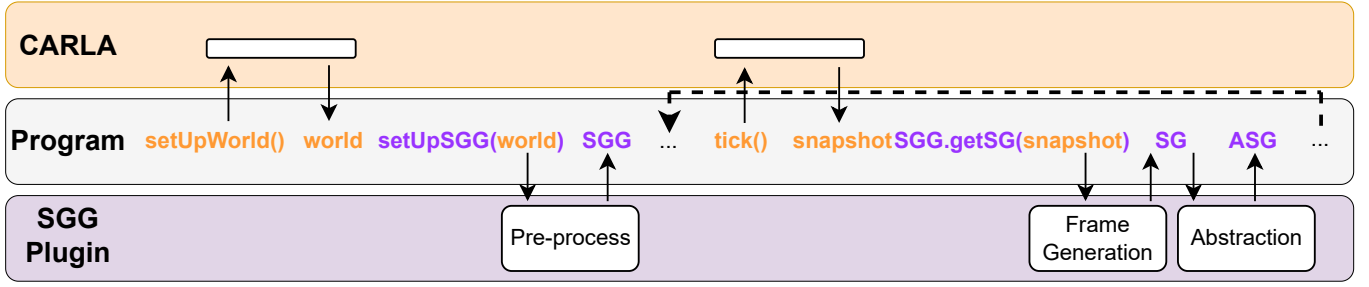 CARLA
Program setUpWorld() world setUpSGG(world) SGG ... tick() snapshot SGG.getSG(snapshot) SG ASG ...
SGG
Plugin
Pre-process
Frame
Generation
Abstraction